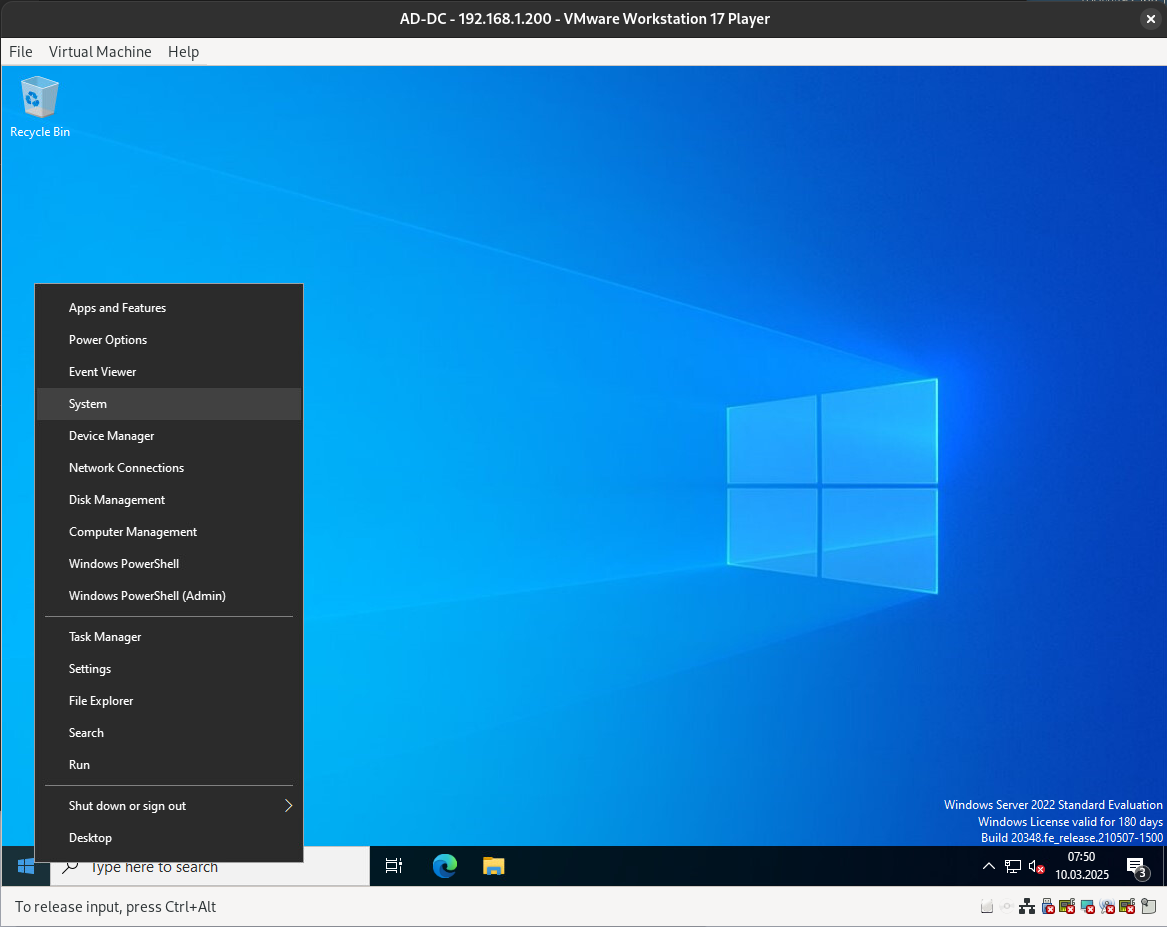 AD-DC - 192.168.1.200 - VMware Workstation 17 Player
File Virtual Machine Help
Recycle Bin
Apps and Features
Power Options
Event Viewer
System
Device Manager
Network Connections
Disk Management
Computer Management
Windows PowerShell
Windows PowerShell (Admin)
Task Manager
Settings
File Explorer
Search
Run
Shut down or sign out
Desktop
Windows Server 2022 Standard Evaluation
Windows License valid for 180 days
Build 20348.fe_release.210507-1500
Type here to search
07:50
10.03.2025
3
To release input, press Ctrl+Alt